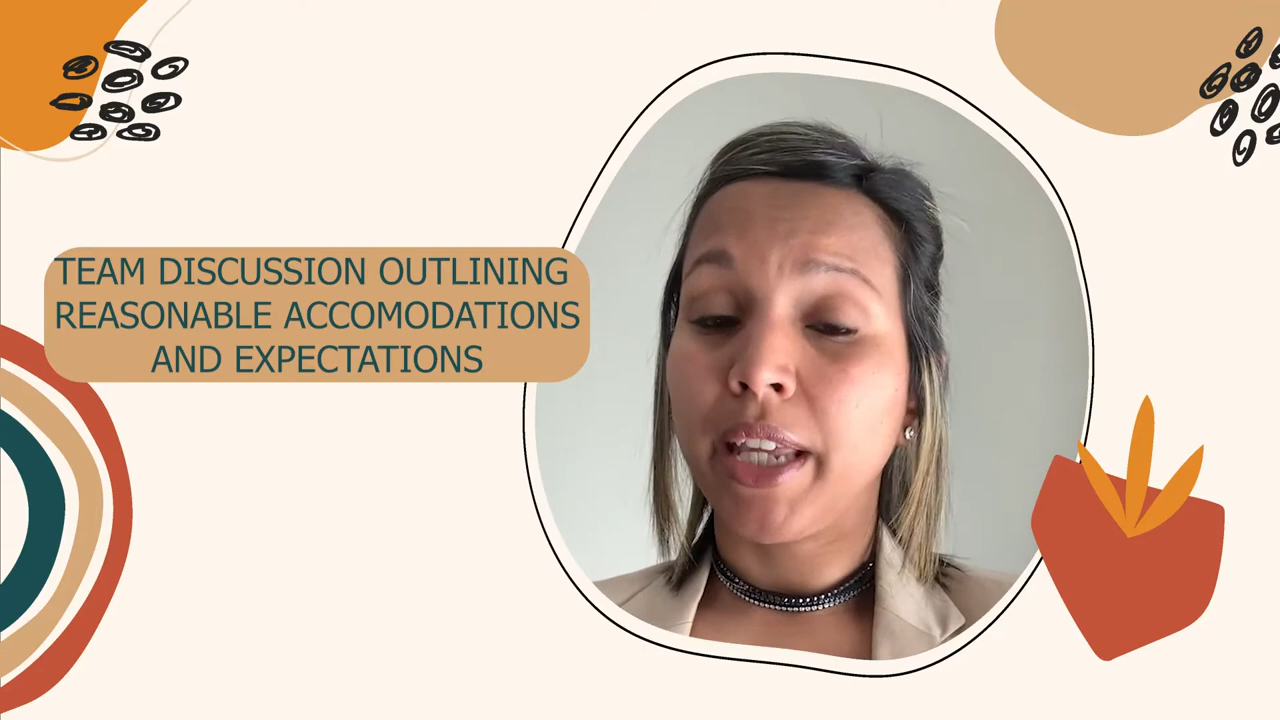 TEAM DISCUSSION OUTLINING
REASONABLE ACCOMODATIONS
AND EXPECTATIONS